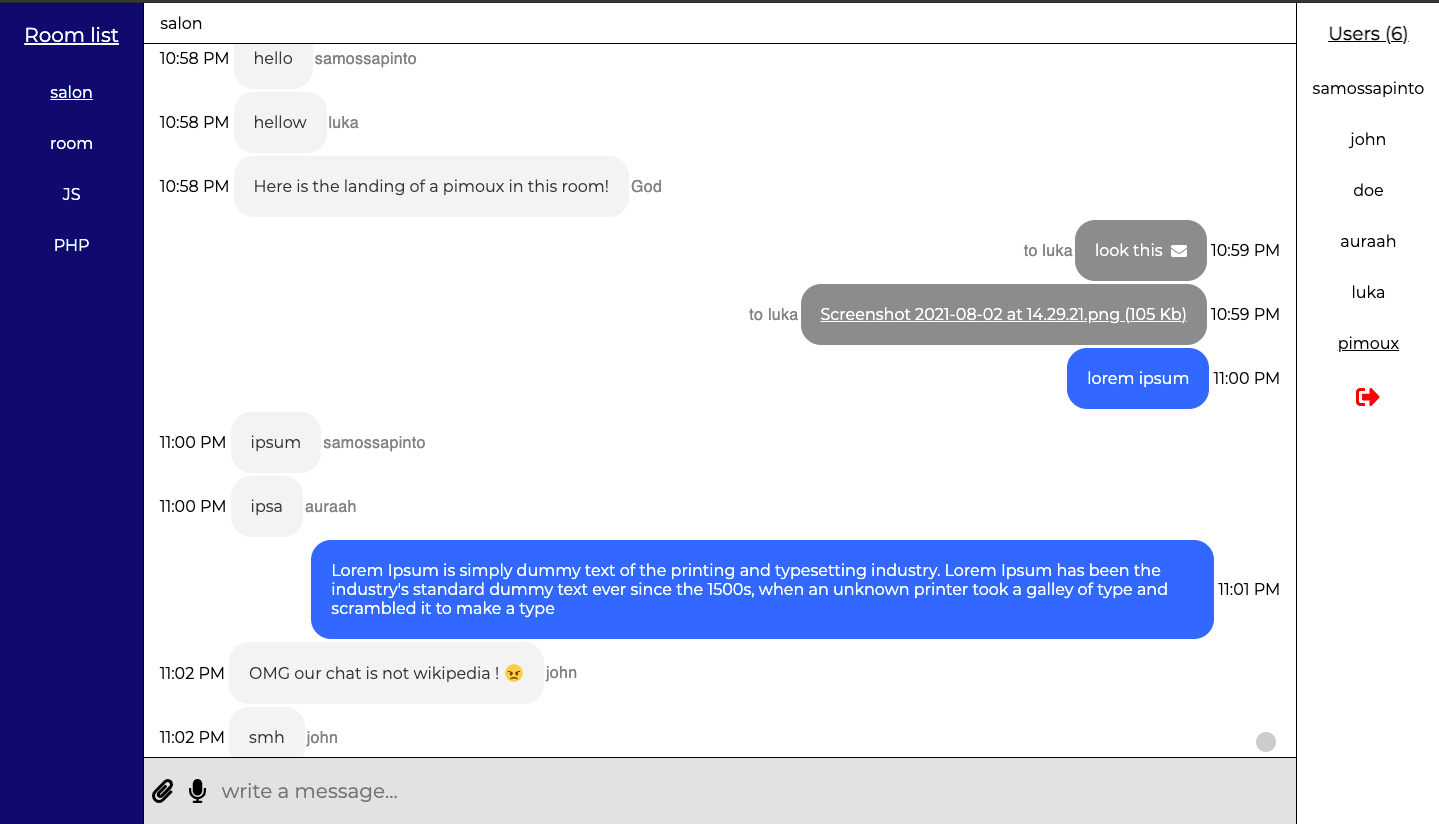 Room list
salon
room
JS
PHP
salon
10:58 PM hello samossapinto
10:58 PM hellow luka
10:58 PM Here is the landing of a pimoux in this room! God
to luka look this 10:59 PM
to luka Screenshot 2021-08-02 at 14.29.21.png (105 Kb) 10:59 PM
lorem ipsum 11:00 PM
11:00 PM ipsum samossapinto
11:00 PM ipsa auraah
Lorem Ipsum is simply dummy text of the printing and typesetting industry. Lorem Ipsum has been the
industry's standard dummy text ever since the 1500s, when an unknown printer took a galley of type and 11:01 PM
scrambled it to make a type
11:02 PM OMG our chat is not wikipedia ! 😠 john
11:02 PM smh john
write a message...
Users (6)
samossapinto
john
doe
auraah
luka
pimoux